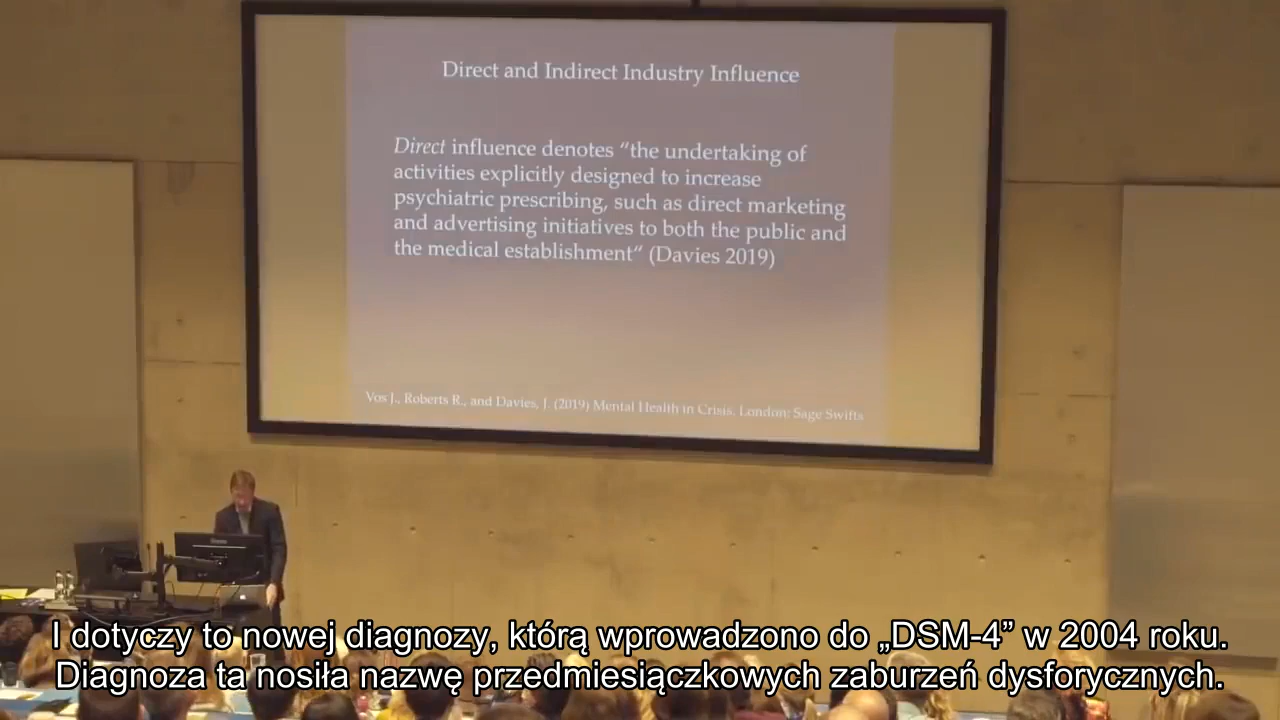 Direct and Indirect Industry Influence
Direct influence denotes “the undertaking of
activities explicitly designed to increase
psychiatric prescribing, such as direct marketing
and advertising initiatives to both the public and
the medical establishment“ (Davies 2019)
Vos J., Roberts R., and Davies, J. (2019) Mental Health in Crisis. London: Sage Swifts
I dotyczy to nowej diagnozy, którą wprowadzono do „DSM-4” w 2004 roku.
Diagnoza ta nosiła nazwę przedmiesiączkowych zaburzeń dysforycznych.